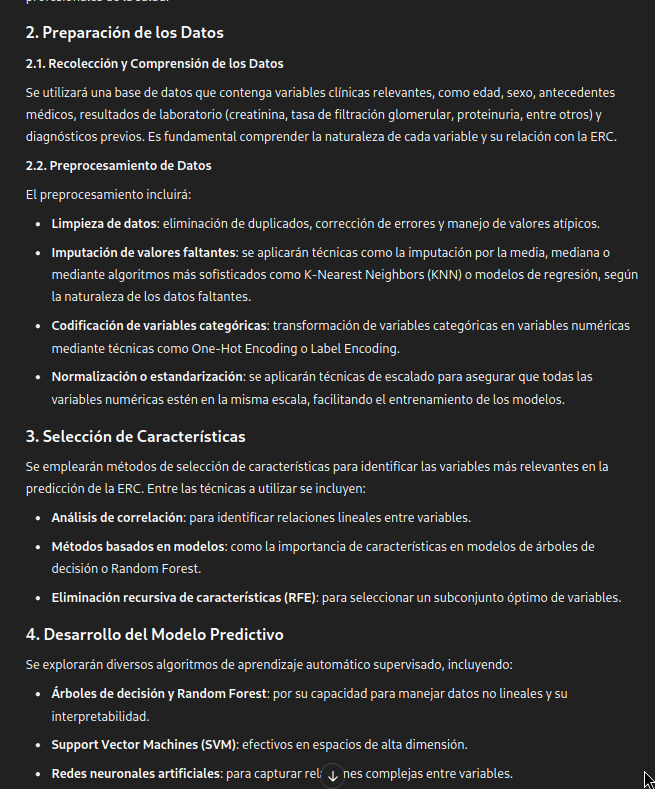 2. Preparación de los Datos
2.1. Recolección y Comprensión de los Datos
Se utilizará una base de datos que contenga variables clínicas relevantes, como edad, sexo, antecedentes
médicos, resultados de laboratorio (creatinina, tasa de filtración glomerular, proteinuria, entre otros) y
diagnósticos previos. Es fundamental comprender la naturaleza de cada variable y su relación con la ERC.
2.2. Preprocesamiento de Datos
El preprocesamiento incluirá:
• Limpieza de datos: eliminación de duplicados, corrección de errores y manejo de valores atípicos.
• Imputación de valores faltantes: se aplicarán técnicas como la imputación por la media, mediana o
mediante algoritmos más sofisticados como K-Nearest Neighbors (KNN) o modelos de regresión, según
la naturaleza de los datos faltantes.
• Codificación de variables categóricas: transformación de variables categóricas en variables numéricas
mediante técnicas como One-Hot Encoding o Label Encoding.
• Normalización o estandarización: se aplicarán técnicas de escalado para asegurar que todas las
variables numéricas estén en la misma escala, facilitando el entrenamiento de los modelos.
3. Selección de Características
Se emplearán métodos de selección de características para identificar las variables más relevantes en la
predicción de la ERC. Entre las técnicas a utilizar se incluyen:
• Análisis de correlación: para identificar relaciones lineales entre variables.
• Métodos basados en modelos: como la importancia de características en modelos de árboles de
decisión o Random Forest.
• Eliminación recursiva de características (RFE): para seleccionar un subconjunto óptimo de variables.
4. Desarrollo del Modelo Predictivo
Se explorarán diversos algoritmos de aprendizaje automático supervisado, incluyendo:
• Árboles de decisión y Random Forest: por su capacidad para manejar datos no lineales y su
interpretabilidad.
• Support Vector Machines (SVM): efectivos en espacios de alta dimensión.
• Redes neuronales artificiales: para capturar complejas entre variables.